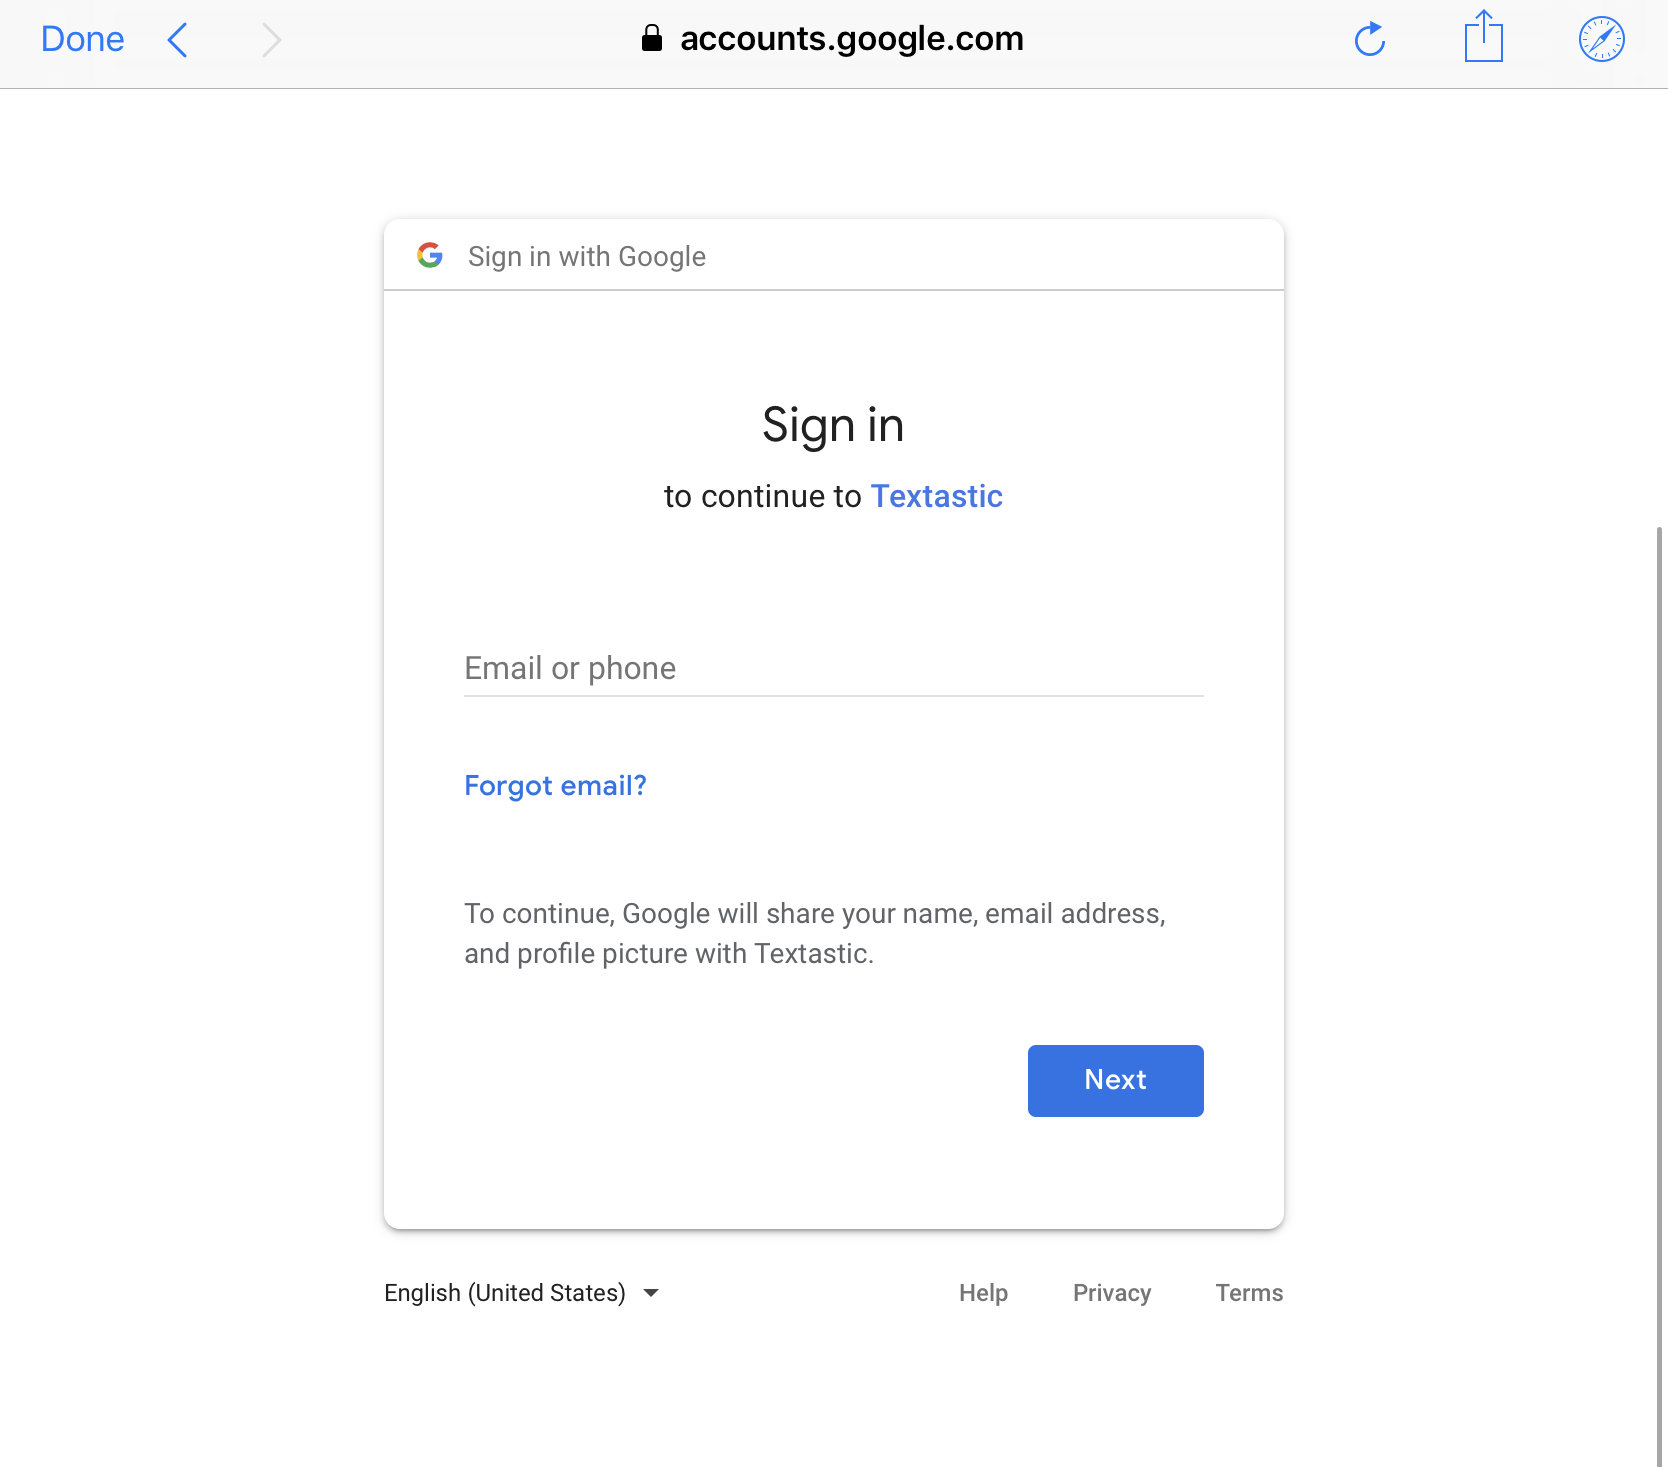 Done
accounts.google.com
Sign in with Google
Sign in
to continue to Textastic
Email or phone
Forgot email?
To continue, Google will share your name, email address,
and profile picture with Textastic.
Next
English (United States)
Help Privacy Terms